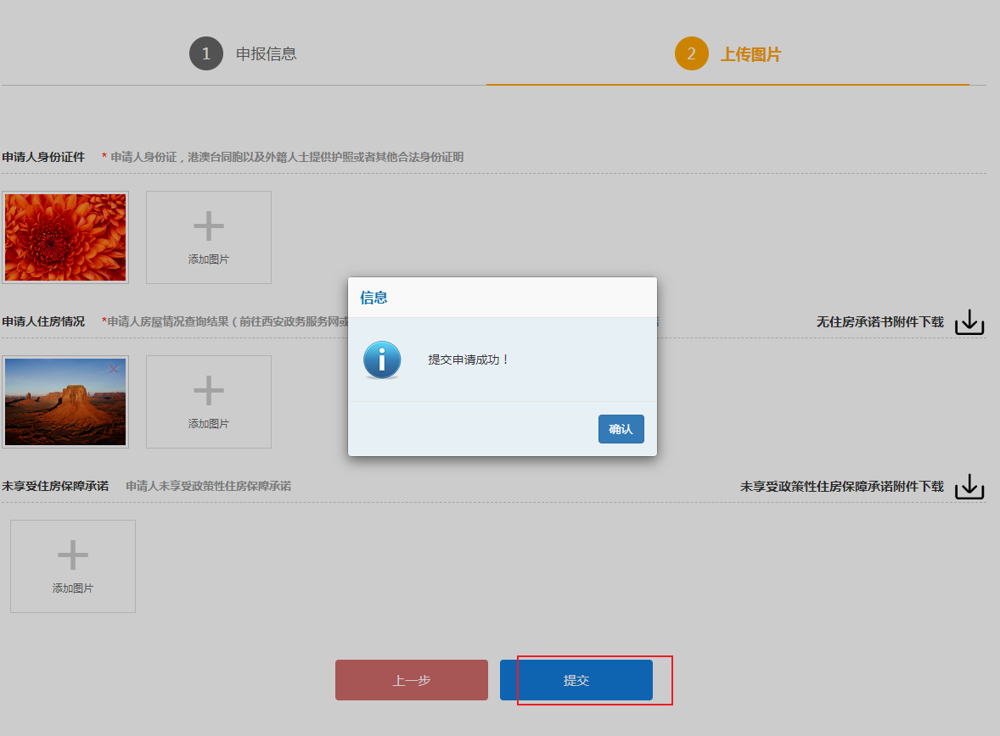 1 申报信息
2 上传图片
申请人身份证件 * 申请人身份证，港澳台同胞以及外籍人士提供护照或者其他合法身份证明
添加图片
申请人住房情况 *申请人房屋情况查询结果（前往西安政务服务网或
无住房承诺书附件下载
信息
提交申请成功！
确认
添加图片
未享受住房保障承诺 申请人未享受政策性住房保障承诺
未享受政策性住房保障承诺附件下载
添加图片
上一步
提交